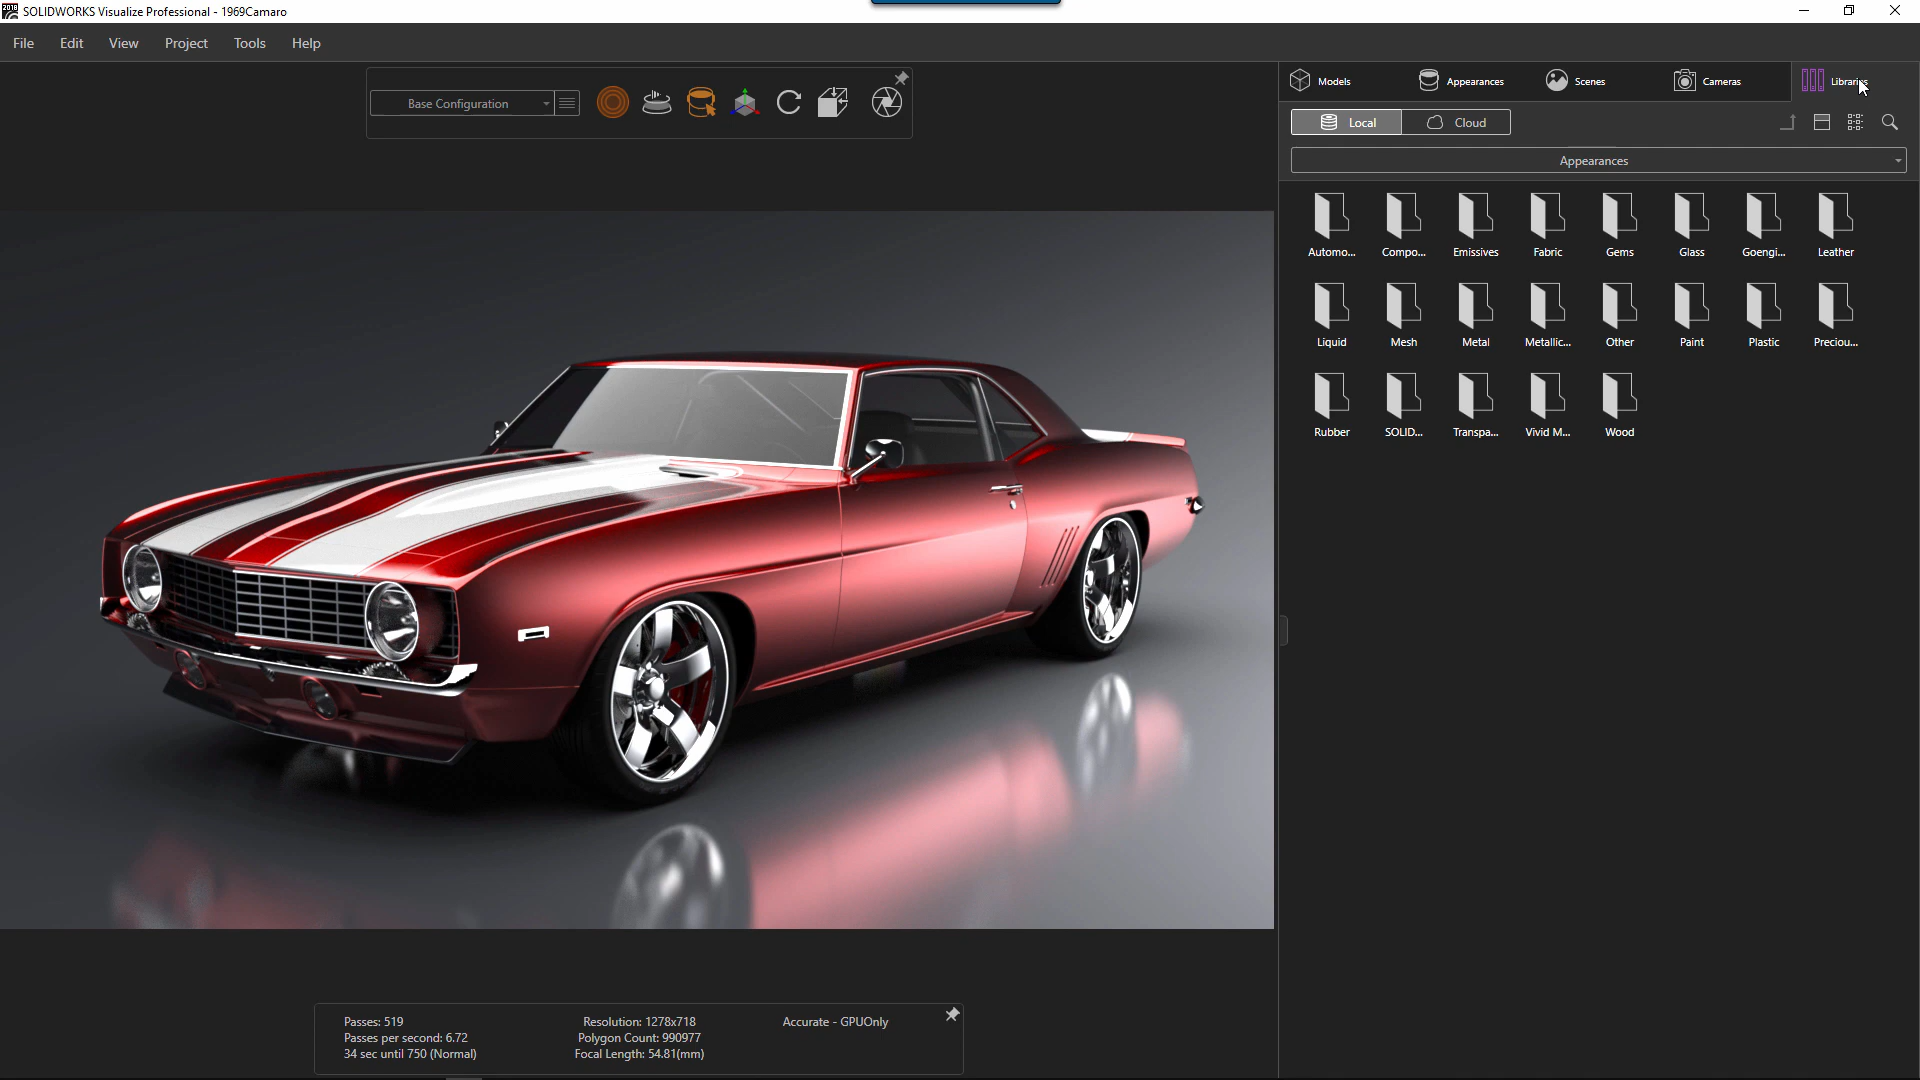 2018
SOLIDWORKS Visualize Professional - 1969Camaro
File Edit View Project Tools Help
Base Configuration
Models Appearances Scenes Cameras Libraries
Local Cloud
Appearances
Automo... Compo... Emissives Fabric Gems Glass Goengi... Leather
Liquid Mesh Metal Metallic... Other Paint Plastic Preciou...
Rubber SOLID... Transpa... Vivid M... Wood
Passes: 519 Resolution: 1278x718 Accurate - GPUOnly
Passes per second: 6.72 Polygon Count: 990977
34 sec until 750 (Normal) Focal Length: 54.81(mm)